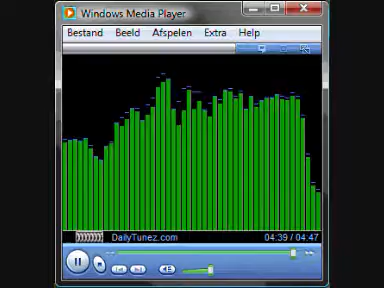 Windows Media Player
Bestand Beeld Afspelen Extra Help
DailyTunez.com 04:39 / 04:47